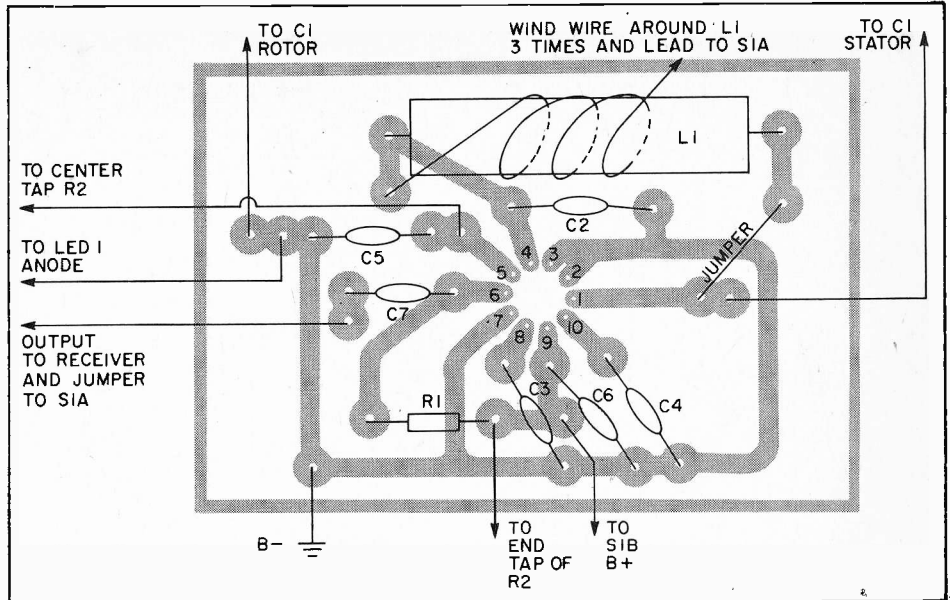 TO C1
ROTOR
WIND WIRE AROUND L1
3 TIMES AND LEAD TO S1A
TO C1
STATOR
L1
TO CENTER
TAP R2
C2
TO LED 1
ANODE
C5
JUMPER
4
3
5
2
6
1
C7
7
10
8
9
OUTPUT
TO RECEIVER
AND JUMPER
TO S1A
R1
C3
C6
C4
B-
TO
END
TAP OF
R2
TO
S1B
B+